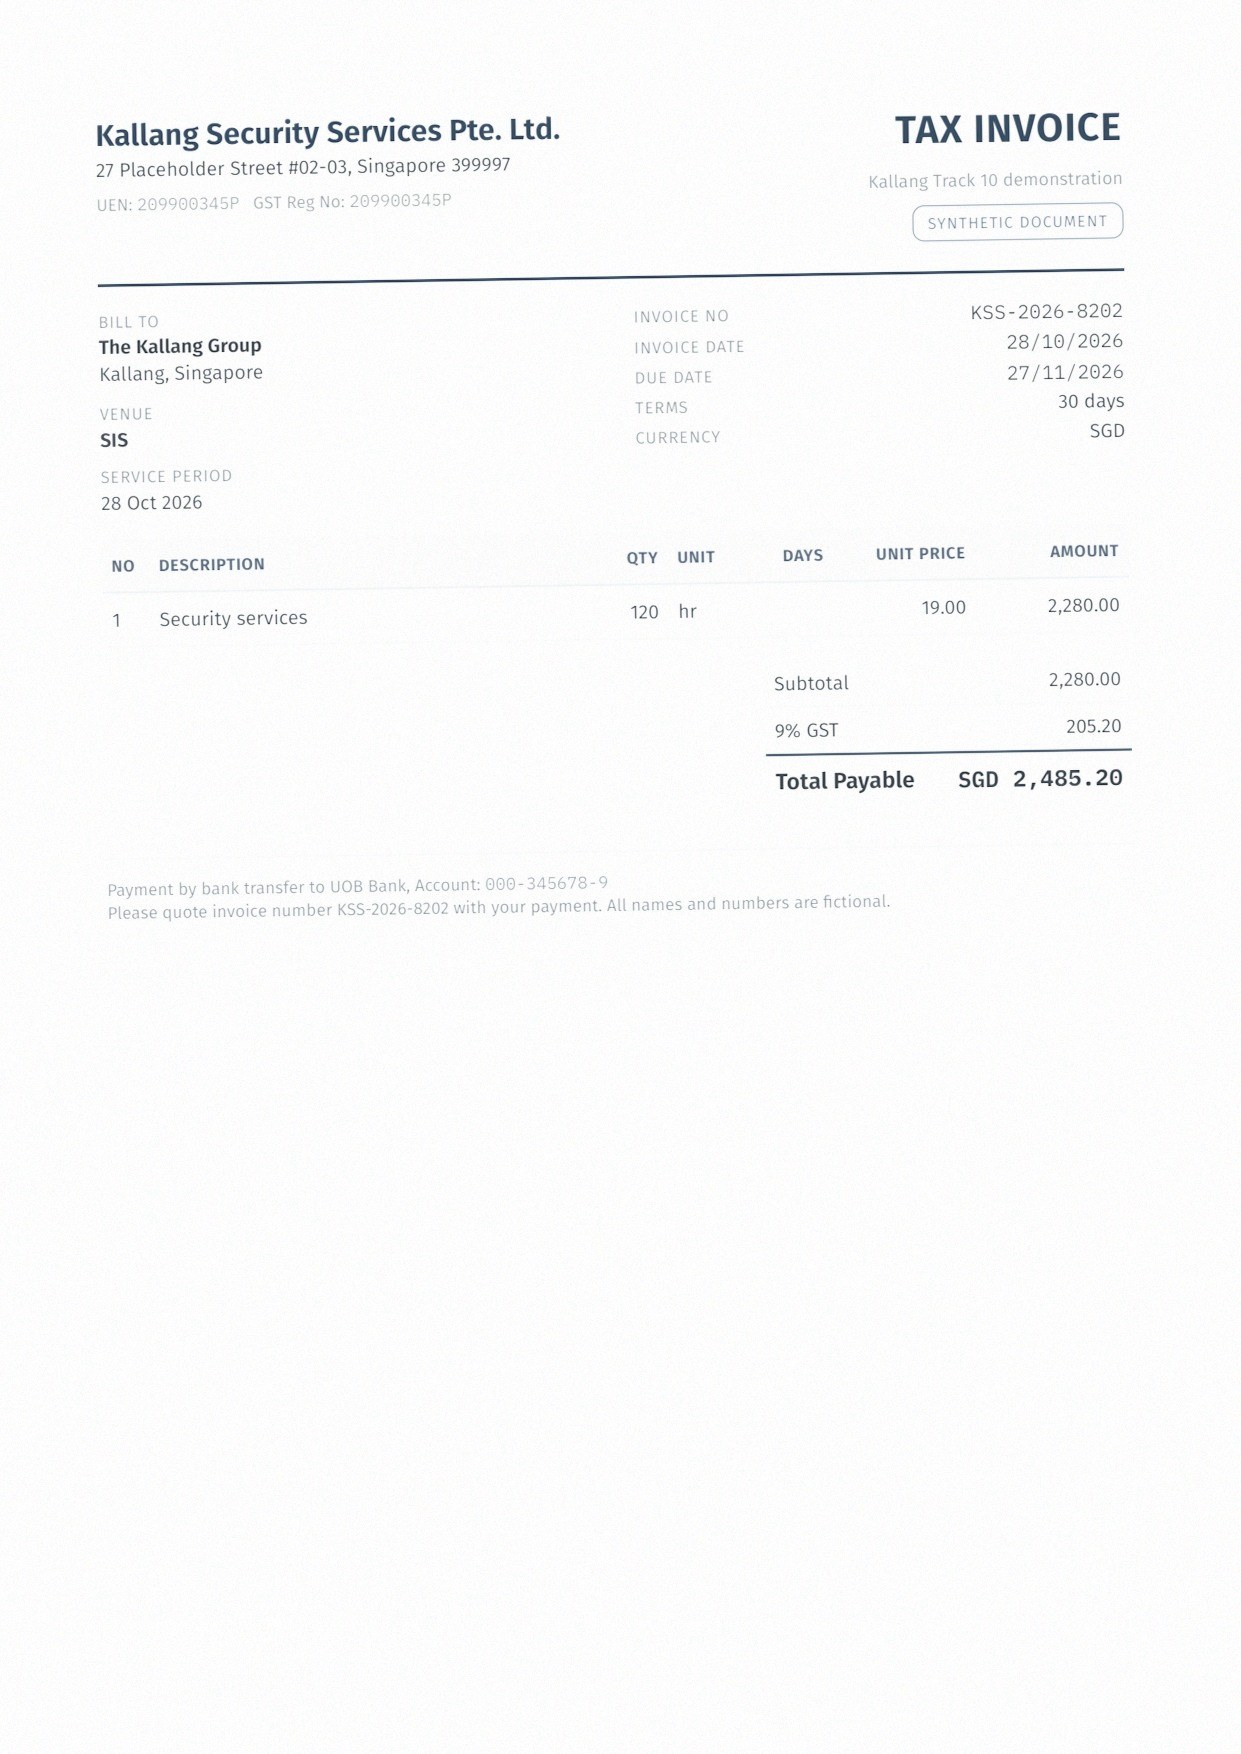 Kallang Security Services Pte. Ltd.
27 Placeholder Street #02-03, Singapore 399997
UEN: 209900345P GST Reg No: 209900345P
TAX INVOICE
Kallang Track 10 demonstration
SYNTHETIC DOCUMENT
BILL TO
The Kallang Group
Kallang, Singapore
VENUE
SIS
SERVICE PERIOD
28 Oct 2026
INVOICE NO KSS-2026-8202
INVOICE DATE 28/10/2026
DUE DATE 27/11/2026
TERMS 30 days
CURRENCY SGD
NO DESCRIPTION QTY UNIT DAYS UNIT PRICE AMOUNT
1 Security services 120 hr 19.00 2,280.00
Subtotal 2,280.00
9% GST 205.20
Total Payable SGD 2,485.20
Payment by bank transfer to UOB Bank, Account: 000-345678-9
Please quote invoice number KSS-2026-8202 with your payment. All names and numbers are fictional.